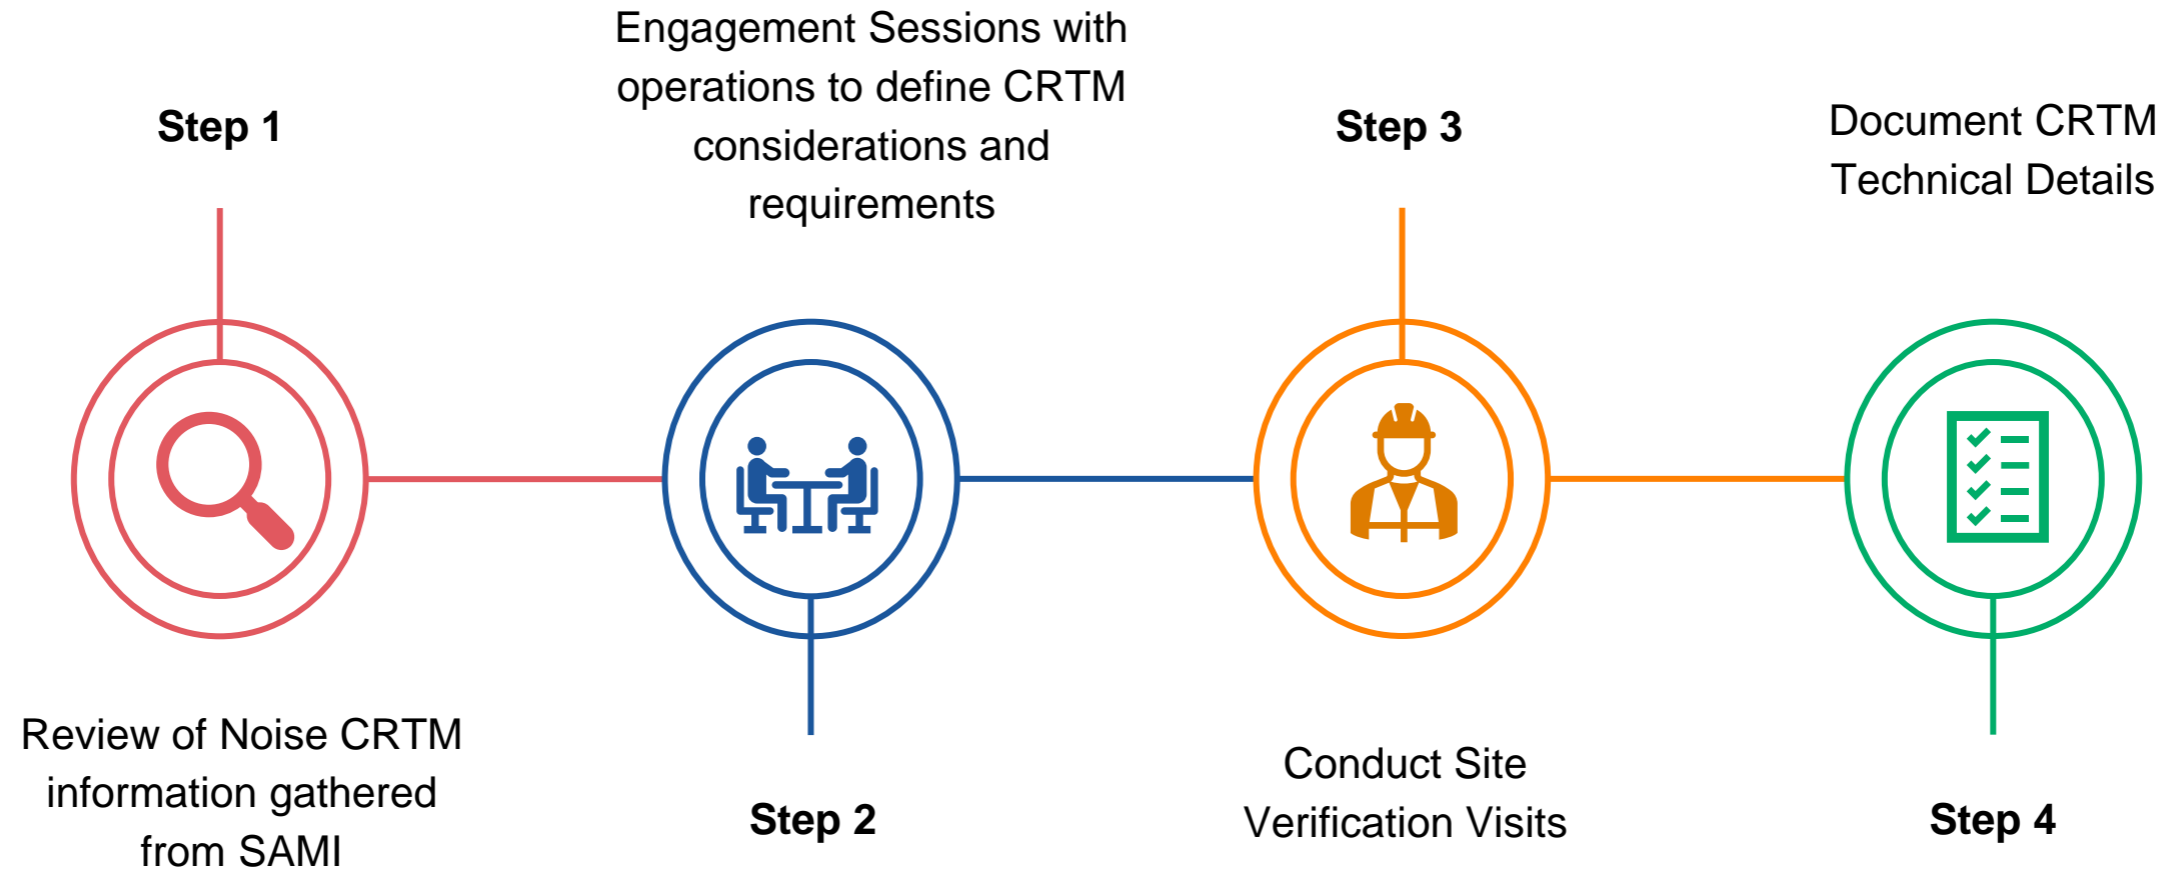 Step 1
Review of Noise CRTM
information gathered
from SAMI
Engagement Sessions with
operations to define CRTM
considerations and
requirements
Step 2
Step 3
Conduct Site
Verification Visits
Document CRTM
Technical Details
Step 4